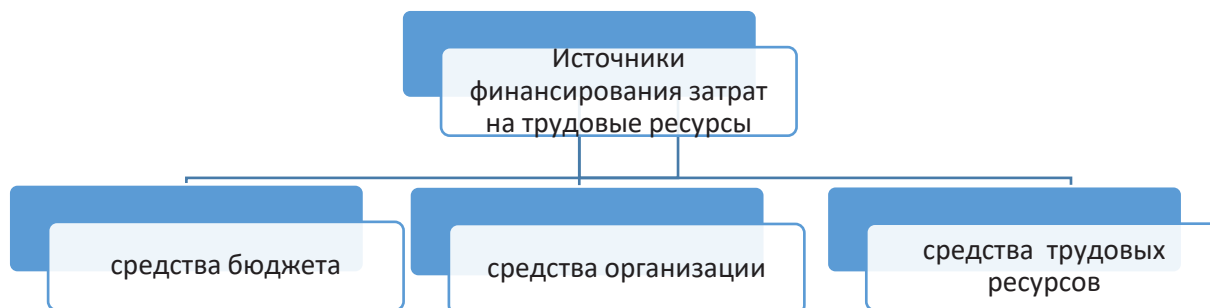 Источники
финансирования затрат
на трудовые ресурсы
средства бюджета
средства организации
средства трудовых
ресурсов